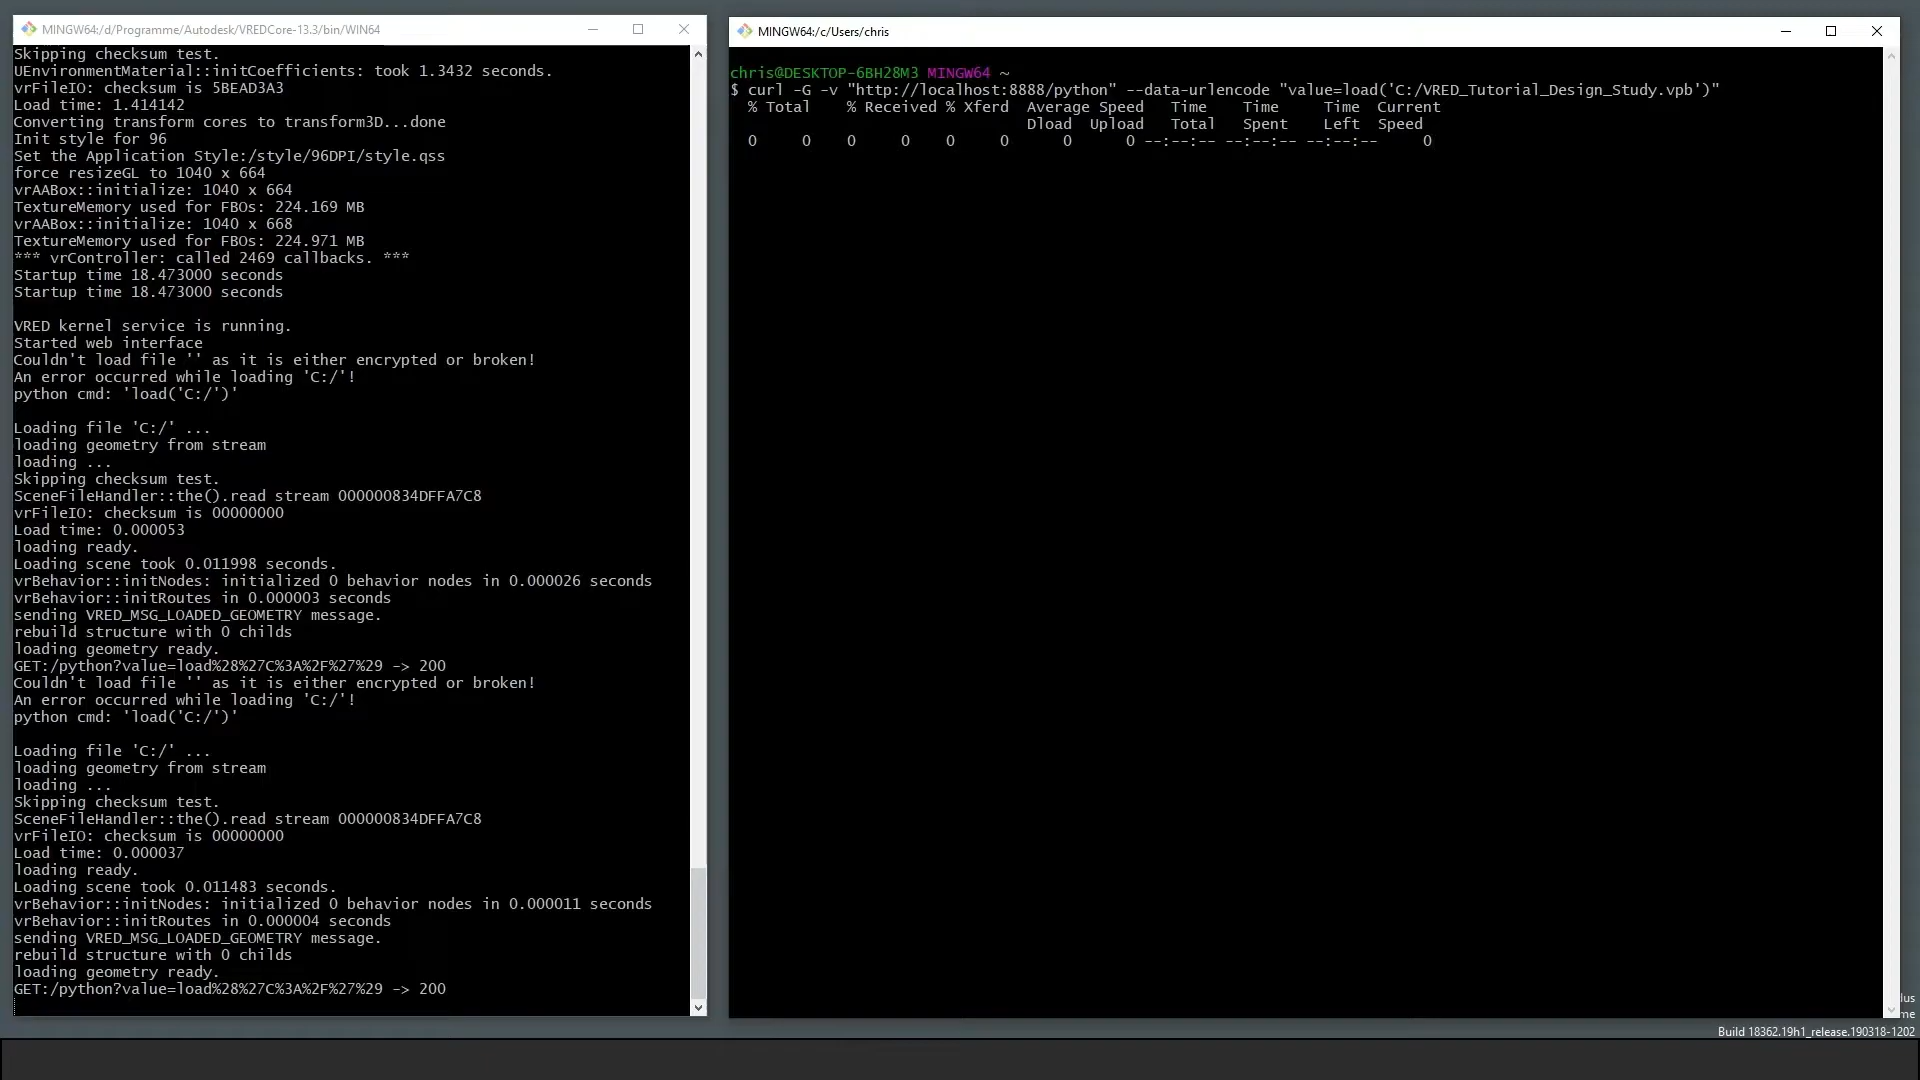 MINGW64:/d/Programme/Autodesk/VREDCore-13.3/bin/WIN64
Skipping checksum test.
UEnvironmentMaterial::initCoefficients: took 1.3432 seconds.
vrFileIO: checksum is 5BEAD3A3
Load time: 1.414142
Converting transform cores to transform3D...done
Init style for 96
Set the Application Style:/style/96DPI/style.qss
force resizeGL to 1040 x 664
vrAABox::initialize: 1040 x 664
TextureMemory used for FBOs: 224.169 MB
vrAABox::initialize: 1040 x 668
TextureMemory used for FBOs: 224.971 MB
*** vrController: called 2469 callbacks. ***
Startup time 18.473000 seconds
Startup time 18.473000 seconds
VRED kernel service is running.
Started web interface
Couldn't load file '' as it is either encrypted or broken!
An error occurred while loading 'C:/'!
python cmd: 'load('C:/')'
Loading file 'C:/' ...
loading geometry from stream
loading ...
Skipping checksum test.
SceneFileHandler::the().read stream 000000834DFFA7C8
vrFileIO: checksum is 00000000
Load time: 0.000053
loading ready.
Loading scene took 0.011998 seconds.
vrBehavior::initNodes: initialized 0 behavior nodes in 0.000026 seconds
vrBehavior::initRoutes in 0.000003 seconds
sending VRED_MSG_LOADED_GEOMETRY message.
rebuild structure with 0 childs
loading geometry ready.
GET:/python?value=load%28%27C%3A%2F%27%29 -> 200
Couldn't load file '' as it is either encrypted or broken!
An error occurred while loading 'C:/'!
python cmd: 'load('C:/')'
Loading file 'C:/' ...
loading geometry from stream
loading ...
Skipping checksum test.
SceneFileHandler::the().read stream 000000834DFFA7C8
vrFileIO: checksum is 00000000
Load time: 0.000037
loading ready.
Loading scene took 0.011483 seconds.
vrBehavior::initNodes: initialized 0 behavior nodes in 0.000011 seconds
vrBehavior::initRoutes in 0.000004 seconds
sending VRED_MSG_LOADED_GEOMETRY message.
rebuild structure with 0 childs
loading geometry ready.
GET:/python?value=load%28%27C%3A%2F%27%29 -> 200
MINGW64:/c/Users/chris
chris@DESKTOP-6BH28M3 MINGW64 ~
$ curl -G -v "http://localhost:8888/python" --data-urlencode "value=load('C:/VRED_Tutorial_Design_Study.vpb')"
% Total % Received % Xferd Average Speed Time Time Time Current
Dload Upload Total Spent Left Speed
0 0 0 0 0 0 0 0 --:--:-- --:--:-- --:--:-- 0
lus
me
Build 18362.19h1_release.190318-1202